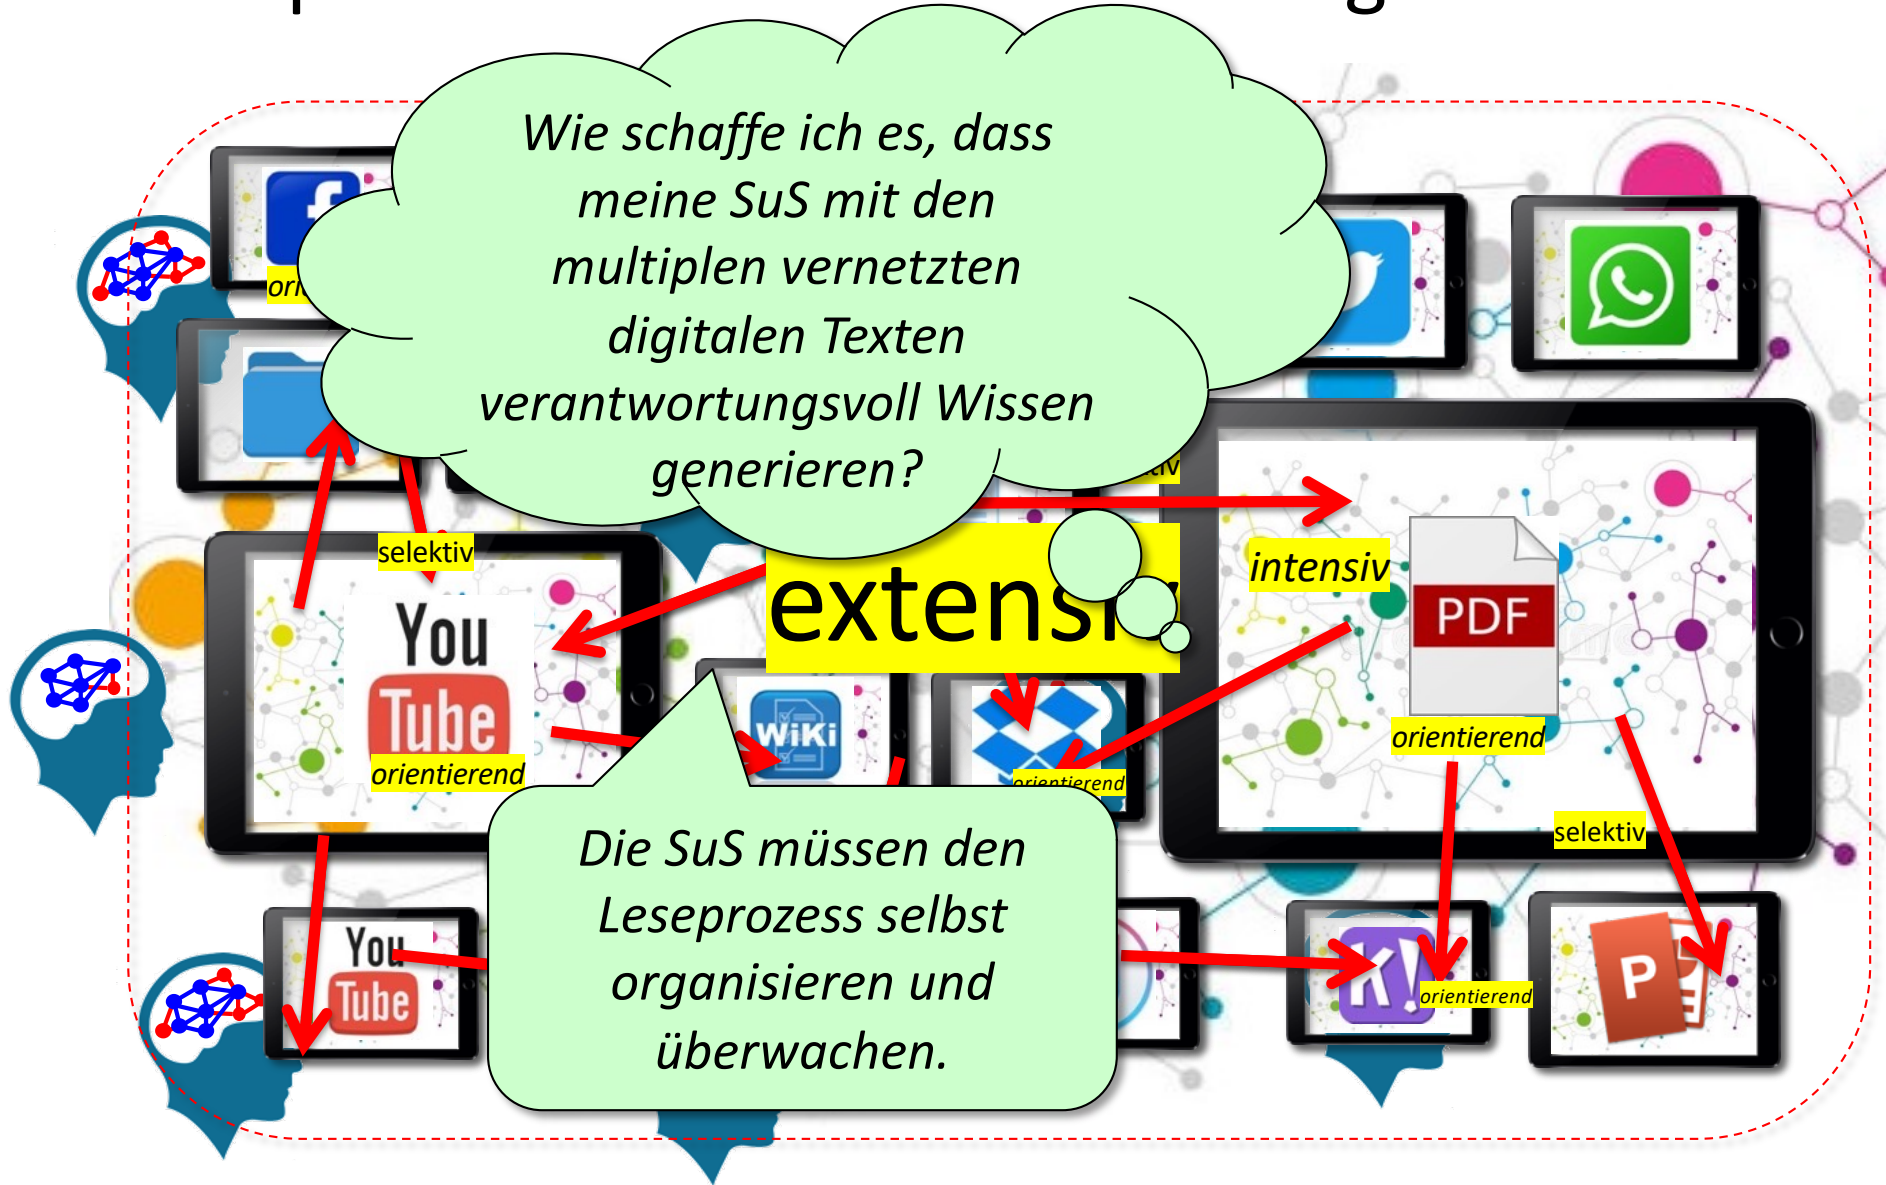 Wie schaffe ich es, dass
meine SuS mit den
multiplen vernetzten
digitalen Texten
verantwortungsvoll Wissen
generieren?
selektiv
intensiv
PDF
orientierend
selektiv
You
Tube
orientierend
WiKi
orientierend
Die SuS müssen den
Leseprozess selbst
organisieren und
überwachen.
You
Tube
K!
orientierend
P